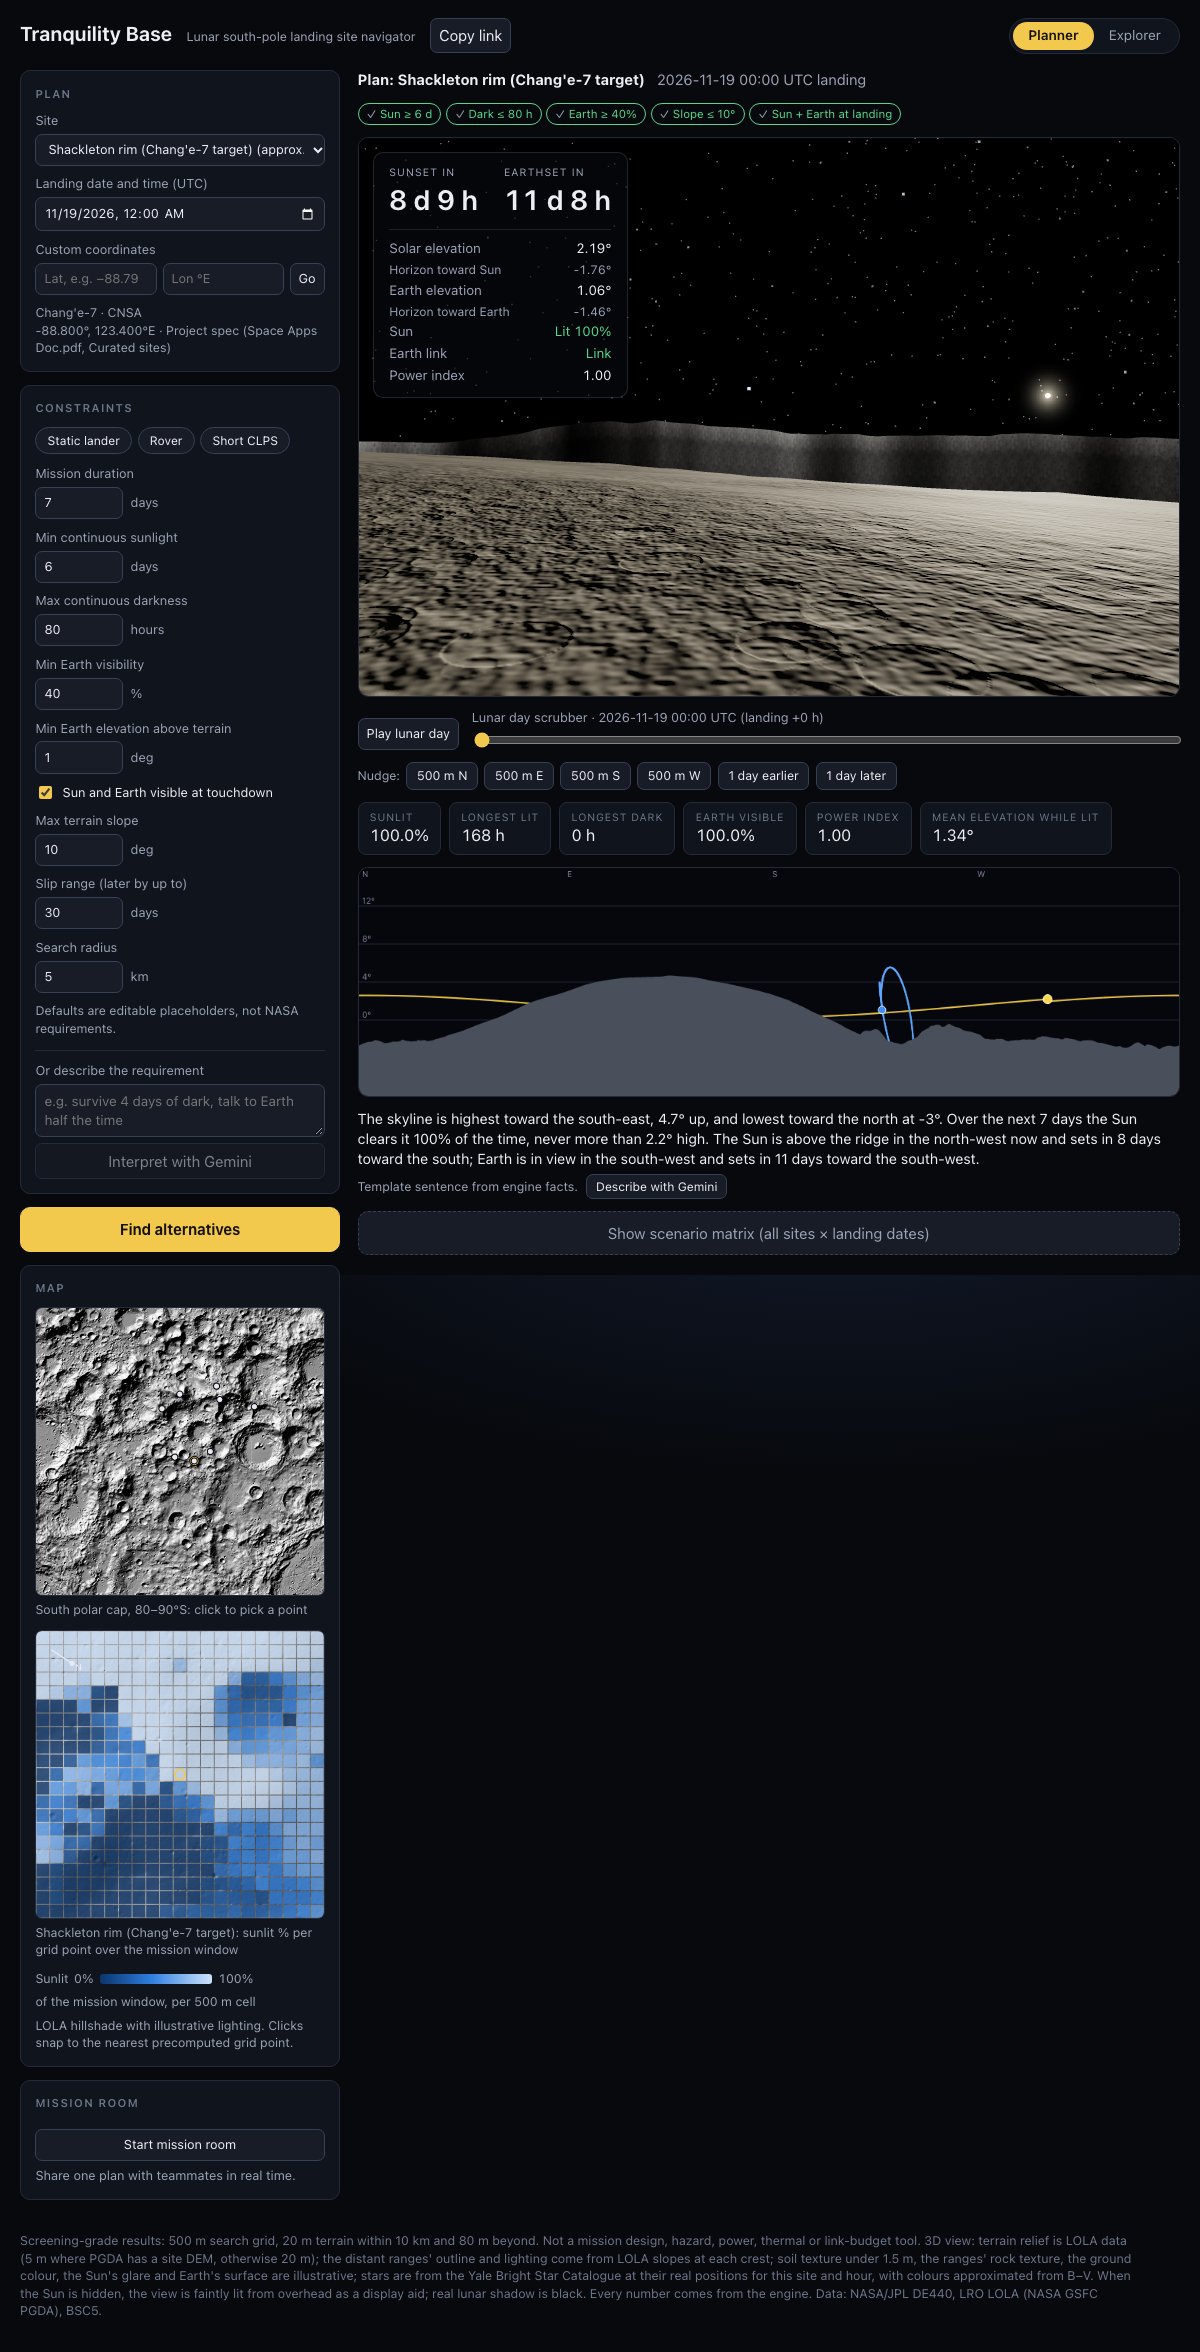 Tranquility Base
Lunar south-pole landing site navigator
Copy link
Planner
Explorer
PLAN
Site
Shackleton rim (Chang'e-7 target) (approx.
Landing date and time (UTC)
11/19/2026, 12:00 AM
Custom coordinates
Lat, e.g. −88.79
Lon °E
Go
Chang'e-7 · CNSA
-88.800°, 123.400°E · Project spec (Space Apps
Doc.pdf, Curated sites)
CONSTRAINTS
Static lander
Rover
Short CLPS
Mission duration
7 days
Min continuous sunlight
6 days
Max continuous darkness
80 hours
Min Earth visibility
40 %
Min Earth elevation above terrain
1 deg
Sun and Earth visible at touchdown
Max terrain slope
10 deg
Slip range (later by up to)
30 days
Search radius
5 km
Defaults are editable placeholders, not NASA
requirements.
Or describe the requirement
e.g. survive 4 days of dark, talk to Earth
half the time
Interpret with Gemini
Find alternatives
MAP
South polar cap, 80–90°S: click to pick a point
Shackleton rim (Chang'e-7 target): sunlit % per
grid point over the mission window
Sunlit 0% 100%
of the mission window, per 500 m cell
LOLA hillshade with illustrative lighting. Clicks
snap to the nearest precomputed grid point.
MISSION ROOM
Start mission room
Share one plan with teammates in real time.
Plan: Shackleton rim (Chang'e-7 target) 2026-11-19 00:00 UTC landing
✓ Sun ≥ 6 d
✓ Dark ≤ 80 h
✓ Earth ≥ 40%
✓ Slope ≤ 10°
✓ Sun + Earth at landing
SUNSET IN
8 d 9 h
EARTHSET IN
11 d 8 h
Solar elevation 2.19°
Horizon toward Sun -1.76°
Earth elevation 1.06°
Horizon toward Earth -1.46°
Sun Lit 100%
Earth link Link
Power index 1.00
Play lunar day
Lunar day scrubber · 2026-11-19 00:00 UTC (landing +0 h)
Nudge:
500 m N
500 m E
500 m S
500 m W
1 day earlier
1 day later
SUNLIT
100.0%
LONGEST LIT
168 h
LONGEST DARK
0 h
EARTH VISIBLE
100.0%
POWER INDEX
1.00
MEAN ELEVATION WHILE LIT
1.34°
N E S W
12°
8°
4°
0°
The skyline is highest toward the south-east, 4.7° up, and lowest toward the north at -3°. Over the next 7 days the Sun
clears it 100% of the time, never more than 2.2° high. The Sun is above the ridge in the north-west now and sets in 8 days
toward the south; Earth is in view in the south-west and sets in 11 days toward the south-west.
Template sentence from engine facts.
Describe with Gemini
Show scenario matrix (all sites × landing dates)
Screening-grade results: 500 m search grid, 20 m terrain within 10 km and 80 m beyond. Not a mission design, hazard, power, thermal or link-budget tool. 3D view: terrain relief is LOLA data
(5 m where PGDA has a site DEM, otherwise 20 m); the distant ranges' outline and lighting come from LOLA slopes at each crest; soil texture under 1.5 m, the ranges' rock texture, the ground
colour, the Sun's glare and Earth's surface are illustrative; stars are from the Yale Bright Star Catalogue at their real positions for this site and hour, with colours approximated from B–V. When
the Sun is hidden, the view is faintly lit from overhead as a display aid; real lunar shadow is black. Every number comes from the engine. Data: NASA/JPL DE440, LRO LOLA (NASA GSFC
PGDA), BSC5.